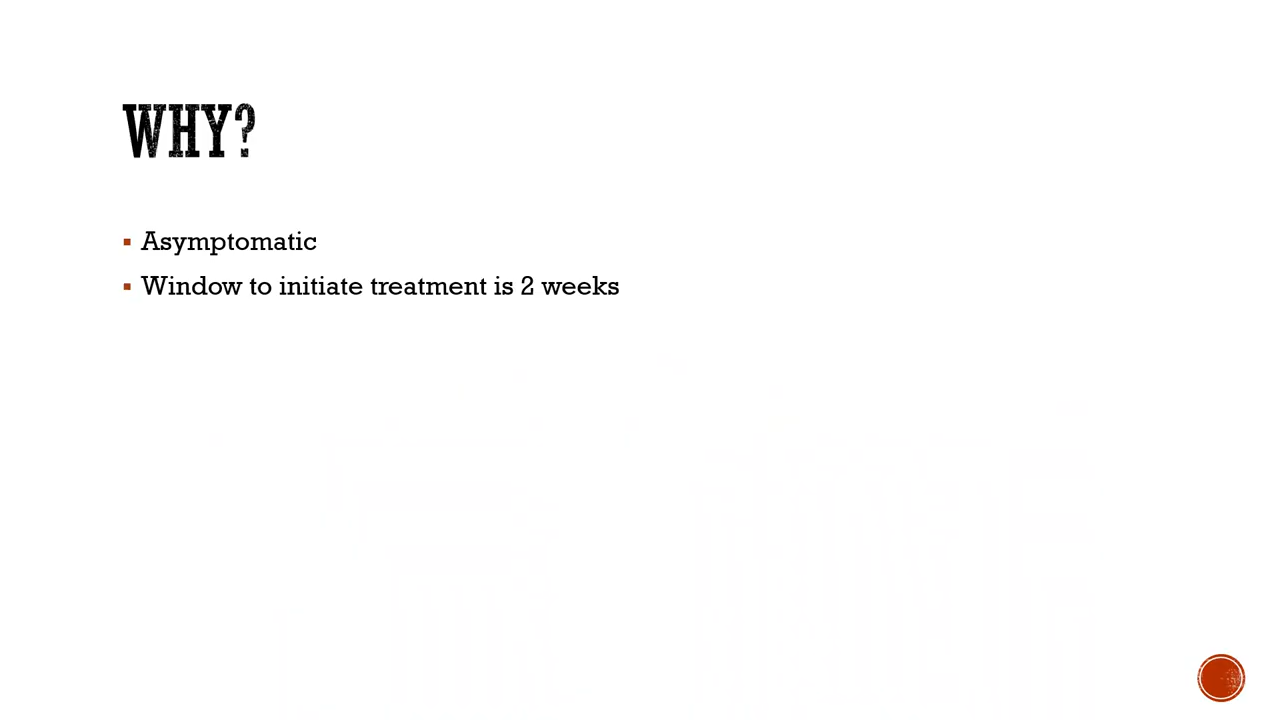 WHY?
▪ Asymptomatic
▪ Window to initiate treatment is 2 weeks